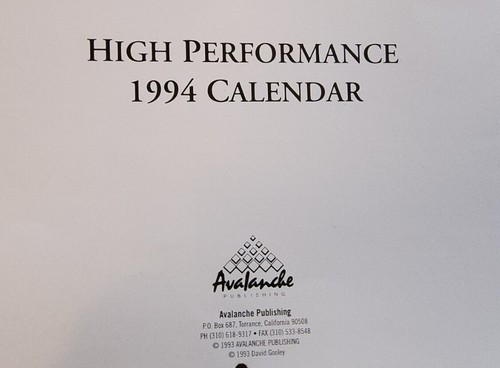 HIGH PERFORMANCE
1994 CALENDAR
Avalanche
PUBLISHING
Avalanche Publishing
P.O. Box 687, Torrance, California 90508
PH (310) 618-9317 • FAX (310) 533-8548
© 1993 AVALANCHE PUBLISHING
© 1993 David Gooley